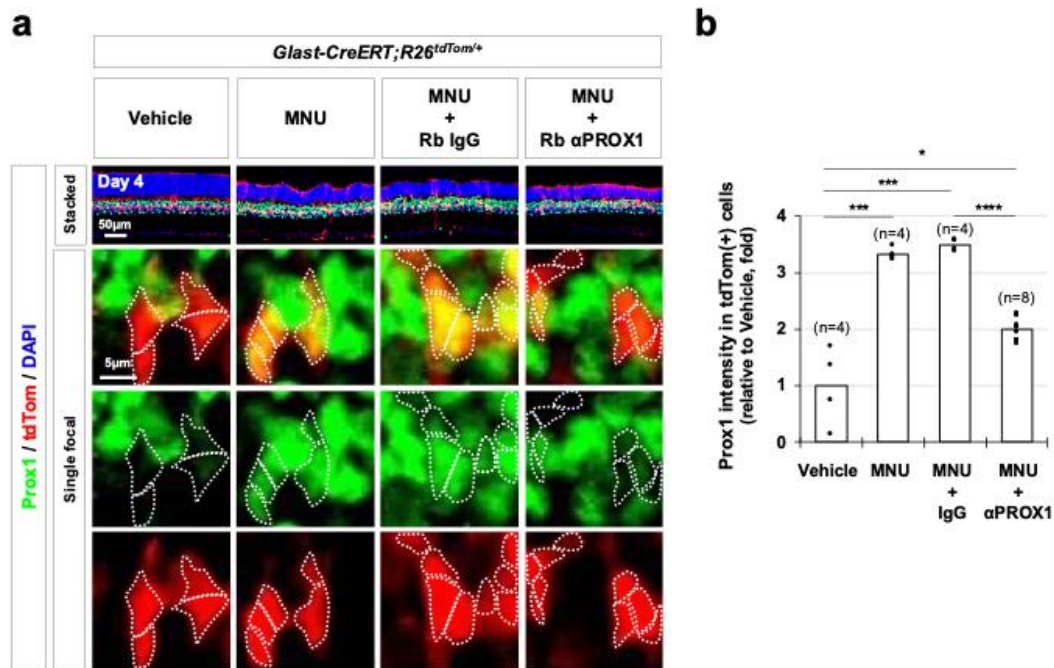 a
Glast-CreERT;R26tdTom/+
Vehicle
MNU
MNU
+
Rb IgG
MNU
+
Rb αPROX1
Prox1 / tdTom / DAPI
Stacked
Day 4
50µm
Single focal
5µm
b
Prox1 intensity in tdTom(+) cells
(relative to Vehicle, fold)
*
***
***
****
4
3
2
1
0
(n=4)
(n=4)
(n=4)
(n=8)
Vehicle
MNU
MNU
+
IgG
MNU
+
αPROX1